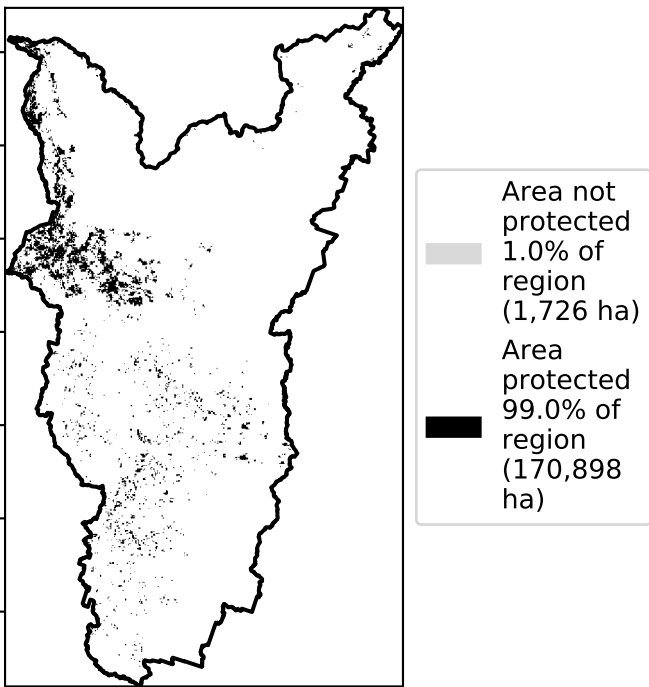 Area not
protected
1.0% of
region
(1,726 ha)
Area
protected
99.0% of
region
(170,898
ha)